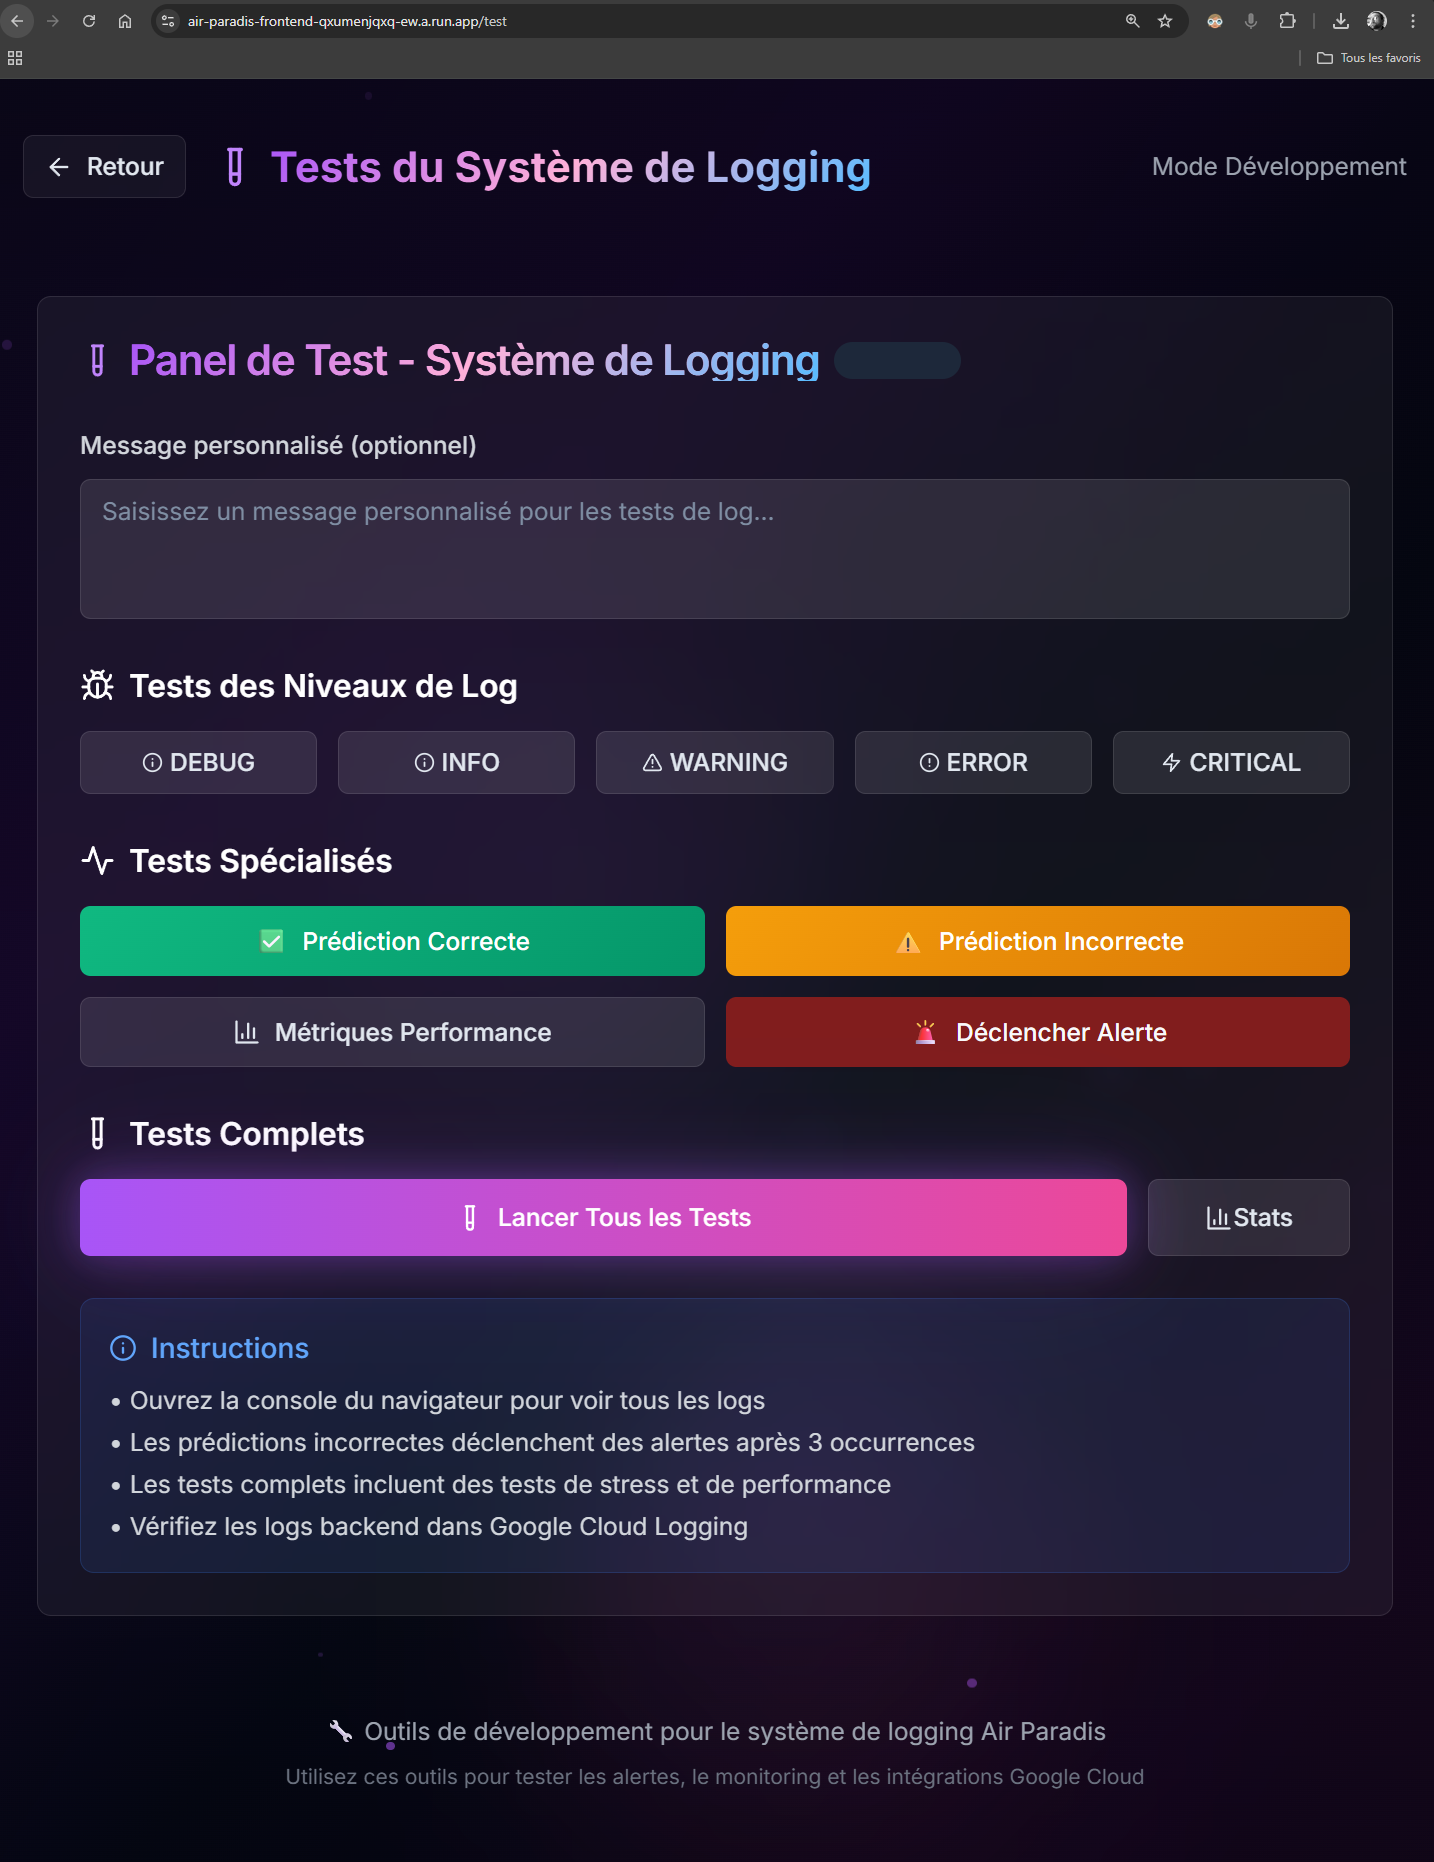 air-paradis-frontend-qxumenjqxq-ew.a.run.app/test
Tous les favoris
Retour
Tests du Système de Logging
Mode Développement
Panel de Test - Système de Logging
Message personnalisé (optionnel)
Saisissez un message personnalisé pour les tests de log...
Tests des Niveaux de Log
DEBUG
INFO
WARNING
ERROR
CRITICAL
Tests Spécialisés
Prédiction Correcte
Prédiction Incorrecte
Métriques Performance
Déclencher Alerte
Tests Complets
Lancer Tous les Tests
Stats
Instructions
• Ouvrez la console du navigateur pour voir tous les logs
• Les prédictions incorrectes déclenchent des alertes après 3 occurrences
• Les tests complets incluent des tests de stress et de performance
• Vérifiez les logs backend dans Google Cloud Logging
Outils de développement pour le système de logging Air Paradis
Utilisez ces outils pour tester les alertes, le monitoring et les intégrations Google Cloud